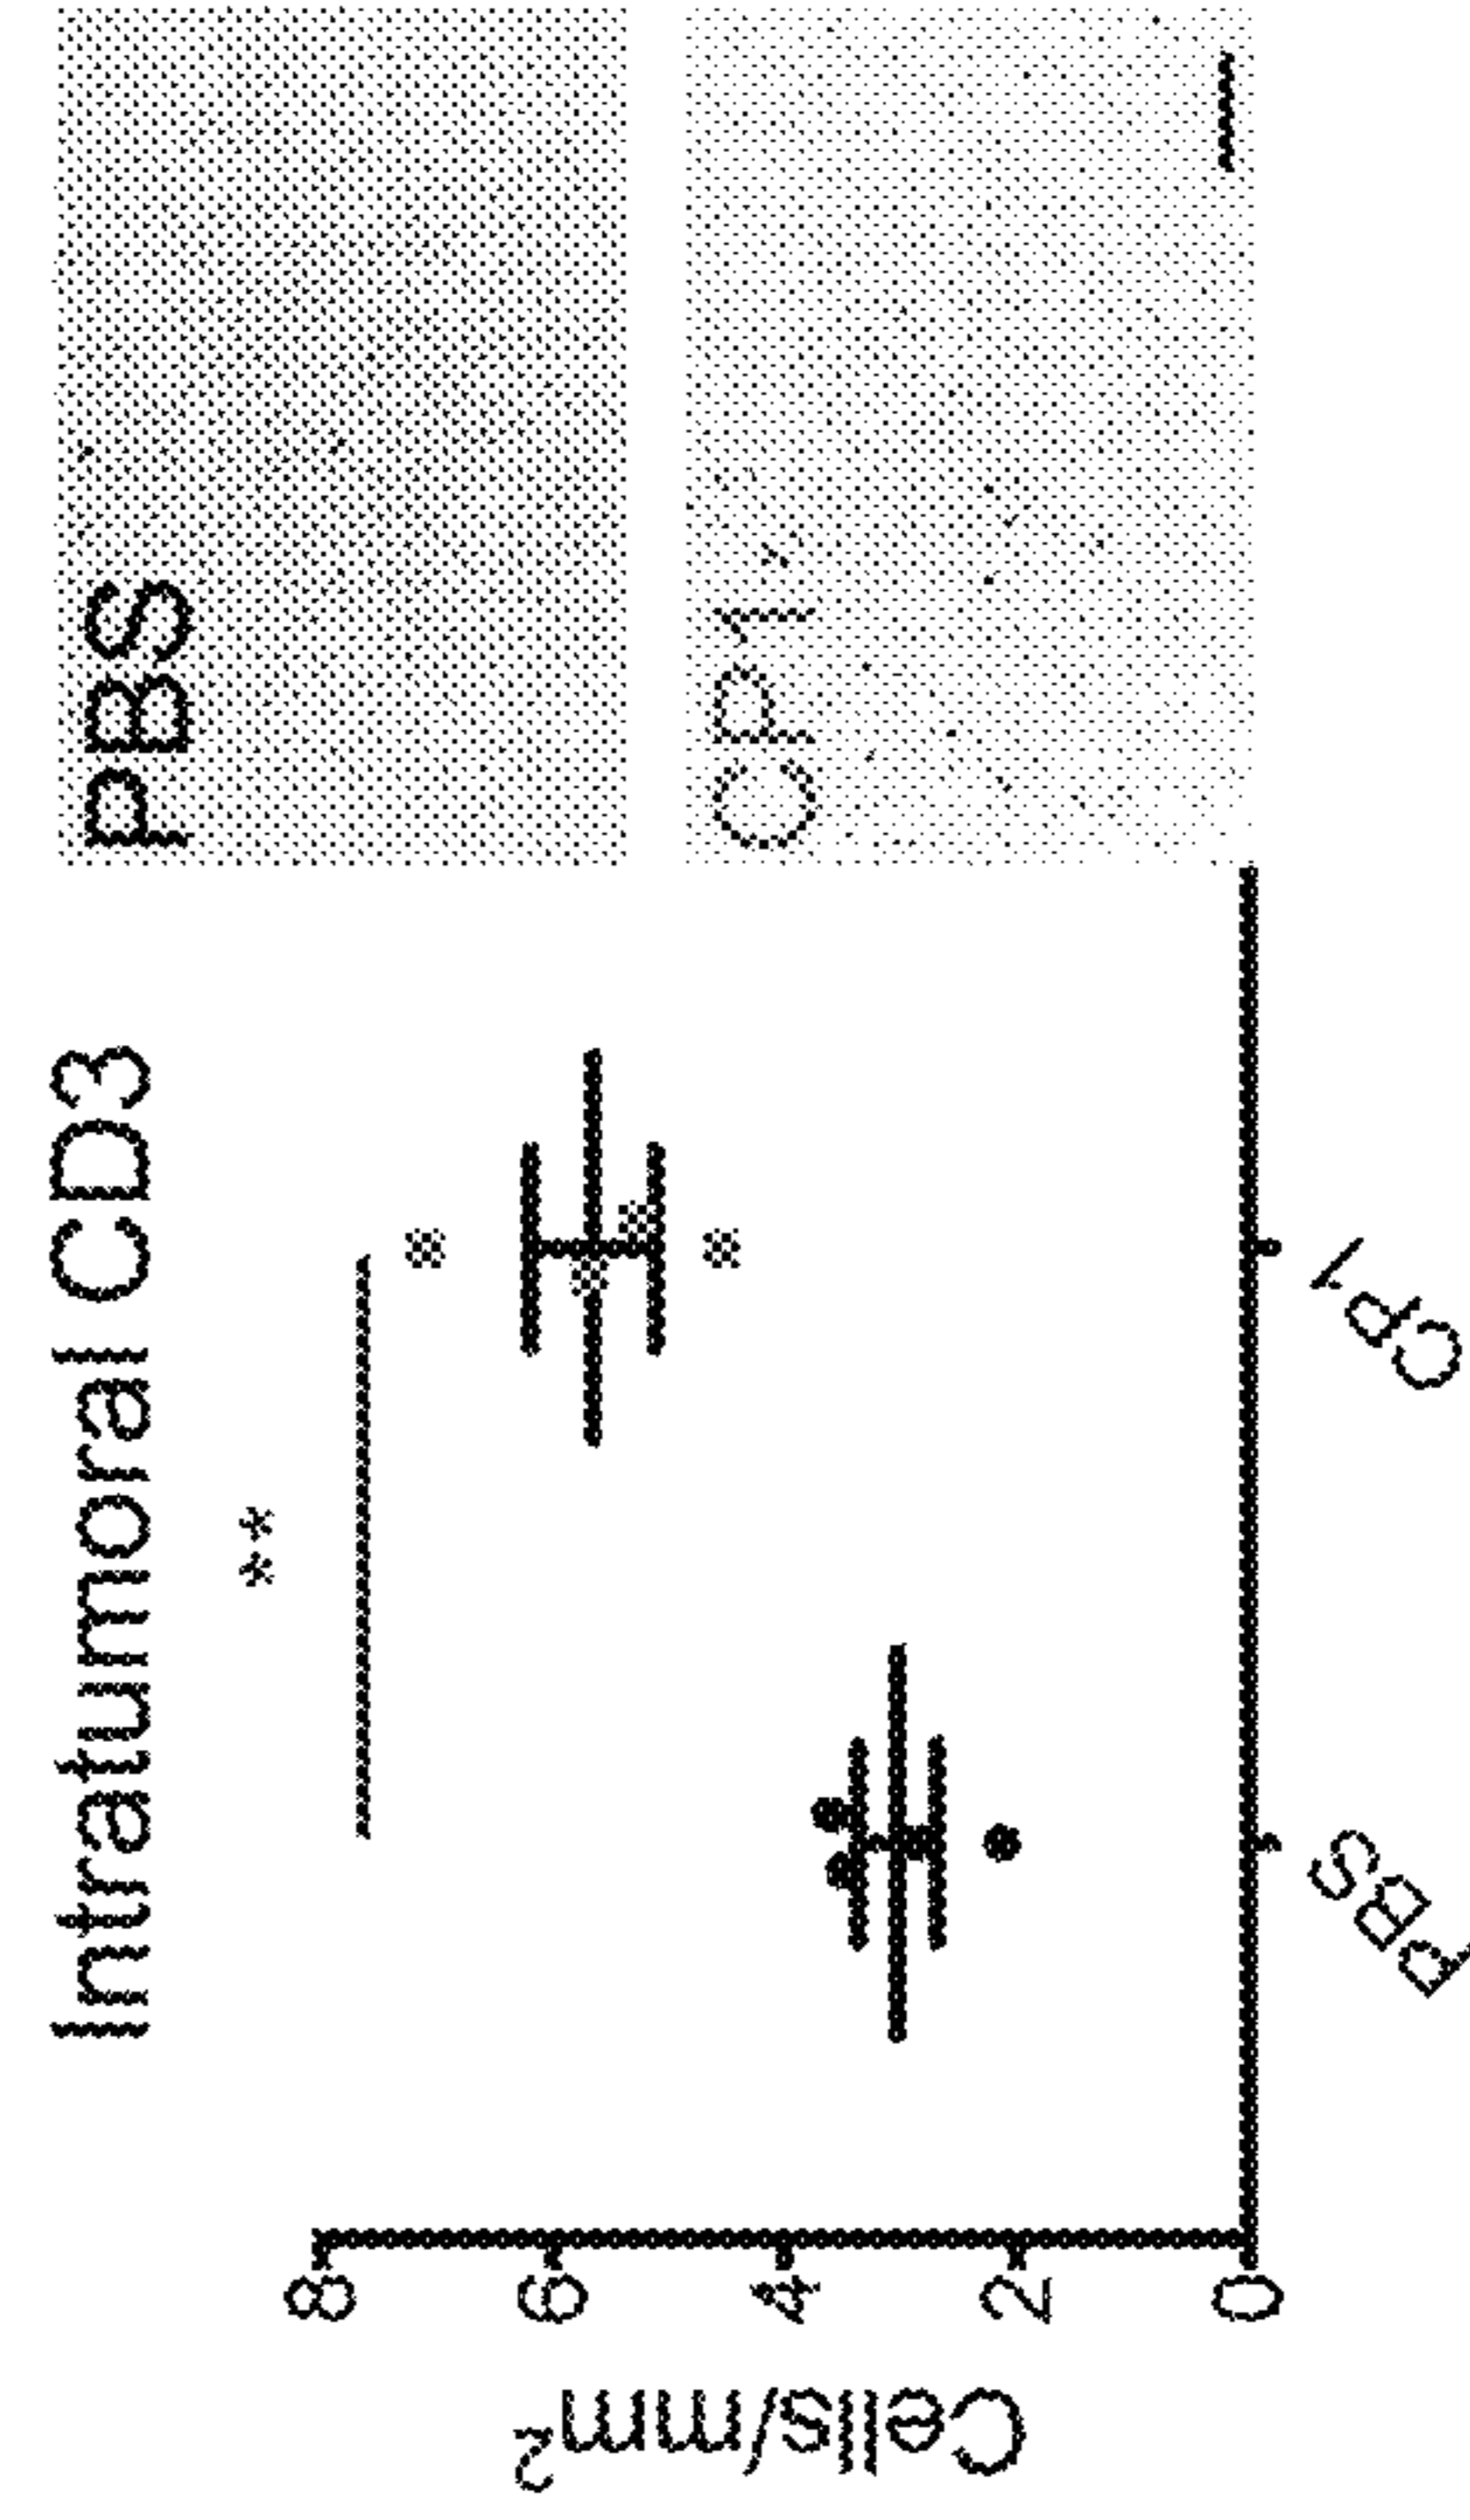 Intratumoral CD3
**
Cells/mm²
8
6
4
2
0
PBS
CP1
PBS
CP1